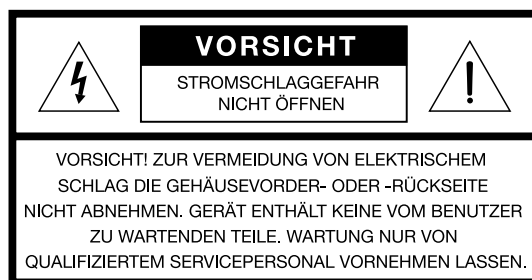 VORSICHT
STROMSCHLAGGEFAHR
NICHT ÖFFNEN
VORSICHT! ZUR VERMEIDUNG VON ELEKTRISCHEM
SCHLAG DIE GEHÄUSEVORDER- ODER -RÜCKSEITE
NICHT ABNEHMEN. GERÄT ENTHÄLT KEINE VOM BENUTZER
ZU WARTENDEN TEILE. WARTUNG NUR VON
QUALIFIZIERTEM SERVICEPERSONAL VORNEHMEN LASSEN.